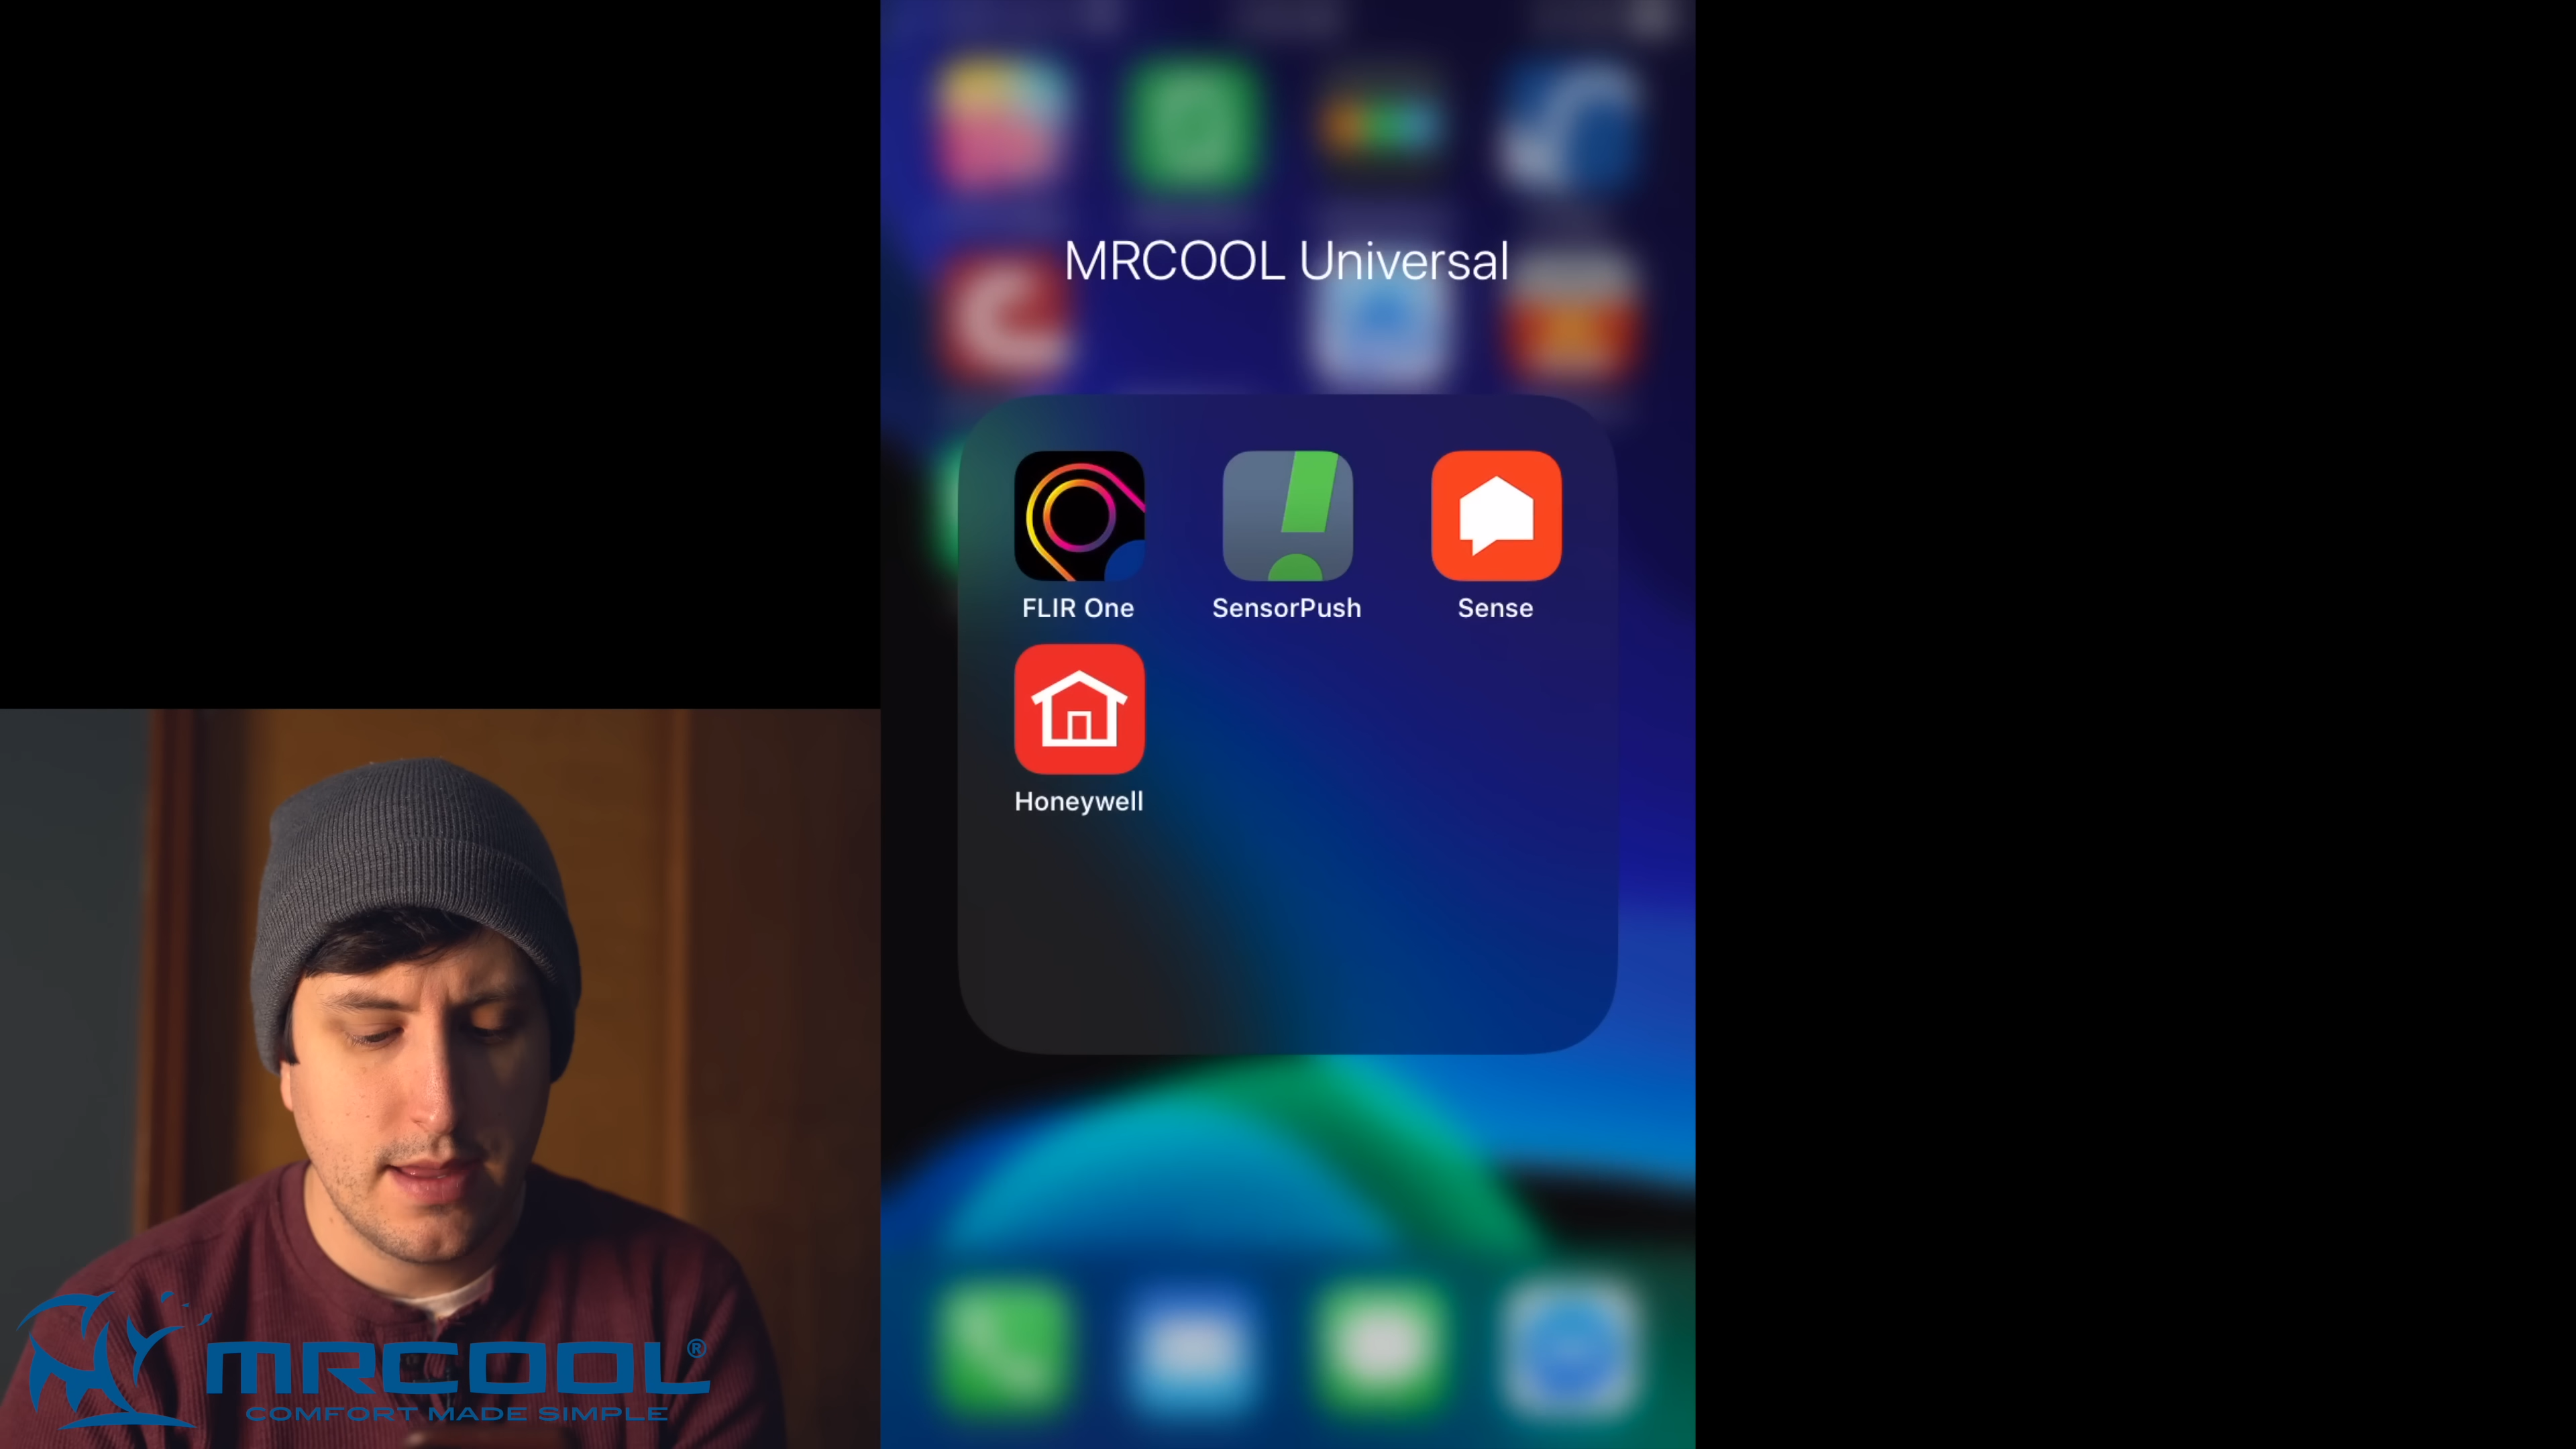 MRCOOL Universal
FLIR One
SensorPush
Sense
Honeywell
MRCOOL®
COMFORT MADE SIMPLE